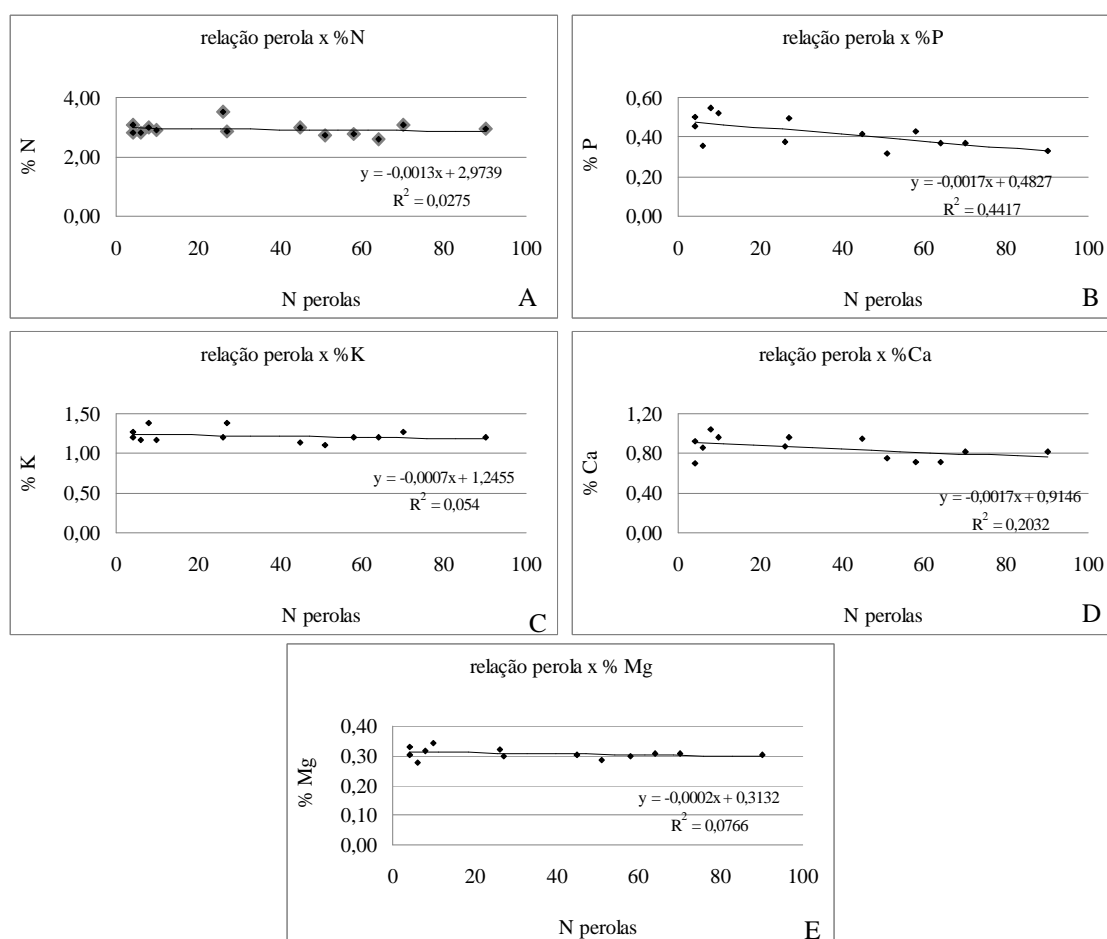 relação perola x %N
4,00
2,00
0,00
% N
y = -0,0013x + 2,9739
R² = 0,0275
0 20 40 60 80 100
N perolas
A
relação perola x %P
0,60
0,40
0,20
0,00
% P
y = -0,0017x + 0,4827
R² = 0,4417
0 20 40 60 80 100
N perolas
B
relação perola x %K
1,50
1,00
0,50
0,00
% K
y = -0,0007x + 1,2455
R² = 0,054
0 20 40 60 80 100
N perolas
C
relação perola x %Ca
1,20
0,80
0,40
0,00
% Ca
y = -0,0017x + 0,9146
R² = 0,2032
0 20 40 60 80 100
N perolas
D
relação perola x % Mg
0,40
0,30
0,20
0,10
0,00
% Mg
y = -0,0002x + 0,3132
R² = 0,0766
0 20 40 60 80 100
N perolas
E